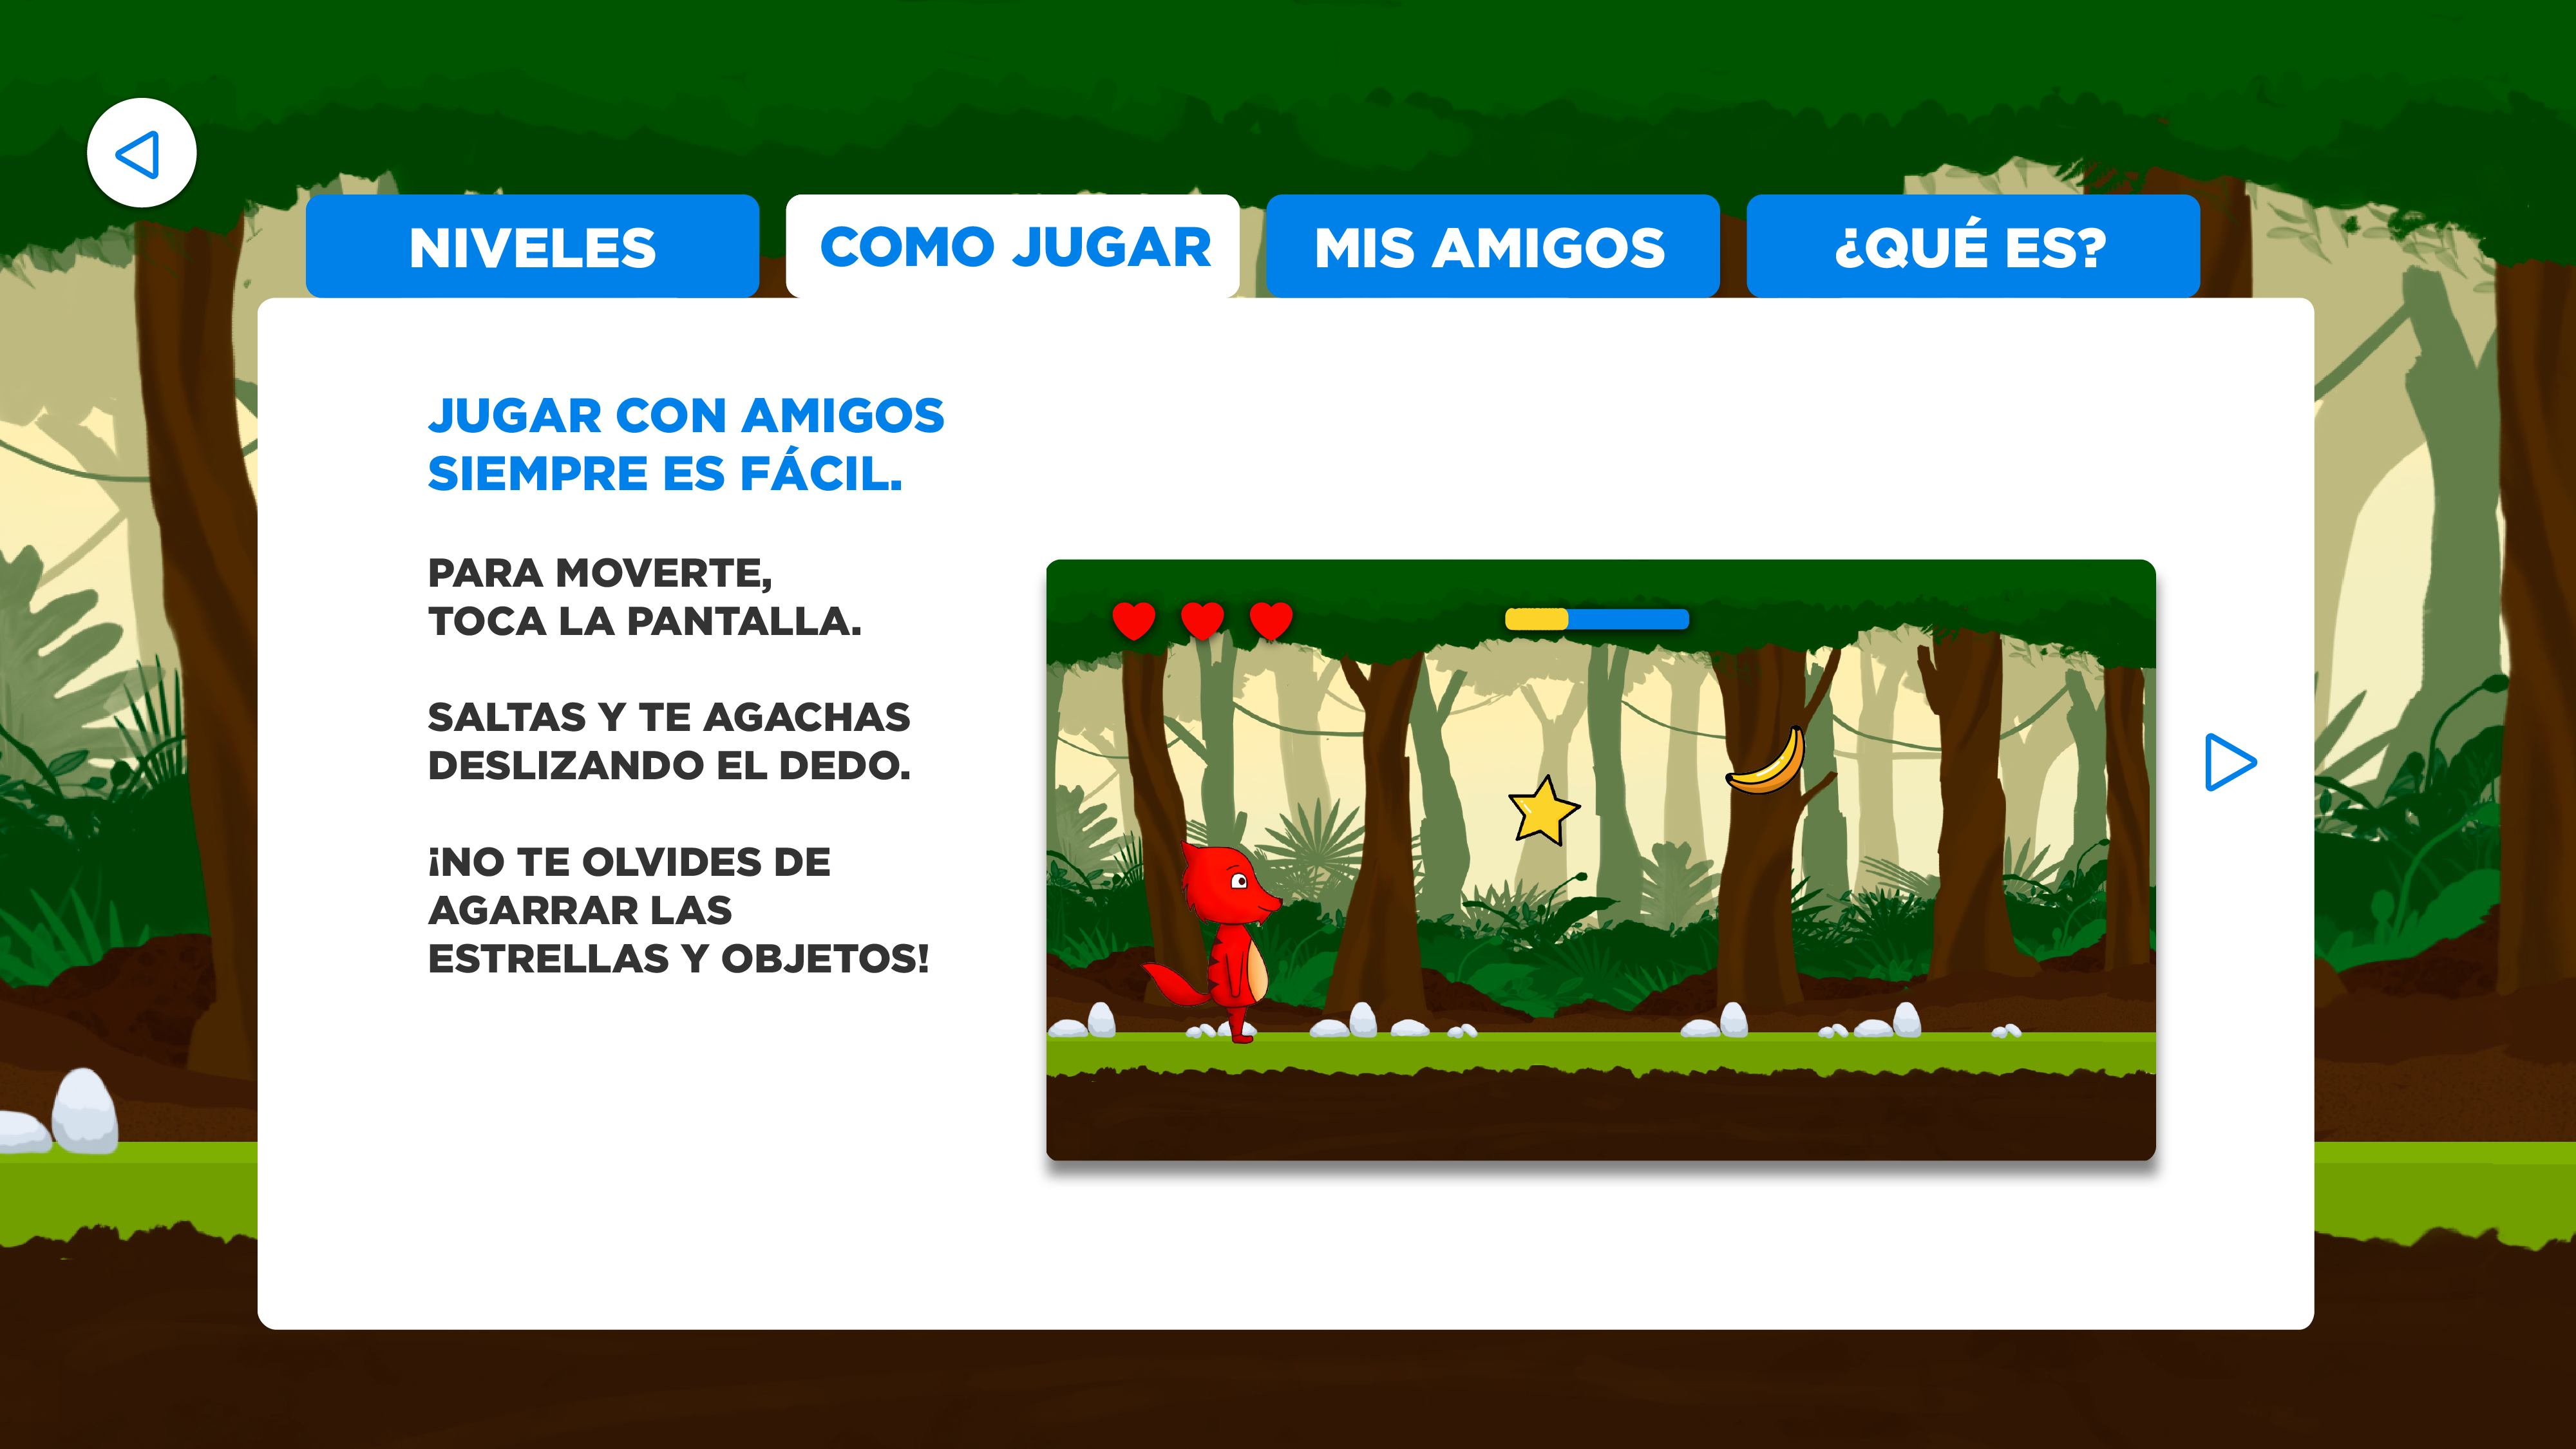 NIVELES
COMO JUGAR
MIS AMIGOS
¿QUÉ ES?
JUGAR CON AMIGOS
SIEMPRE ES FÁCIL.
PARA MOVERTE,
TOCA LA PANTALLA.
SALTAS Y TE AGACHAS
DESLIZANDO EL DEDO.
¡NO TE OLVIDES DE
AGARRAR LAS
ESTRELLAS Y OBJETOS!